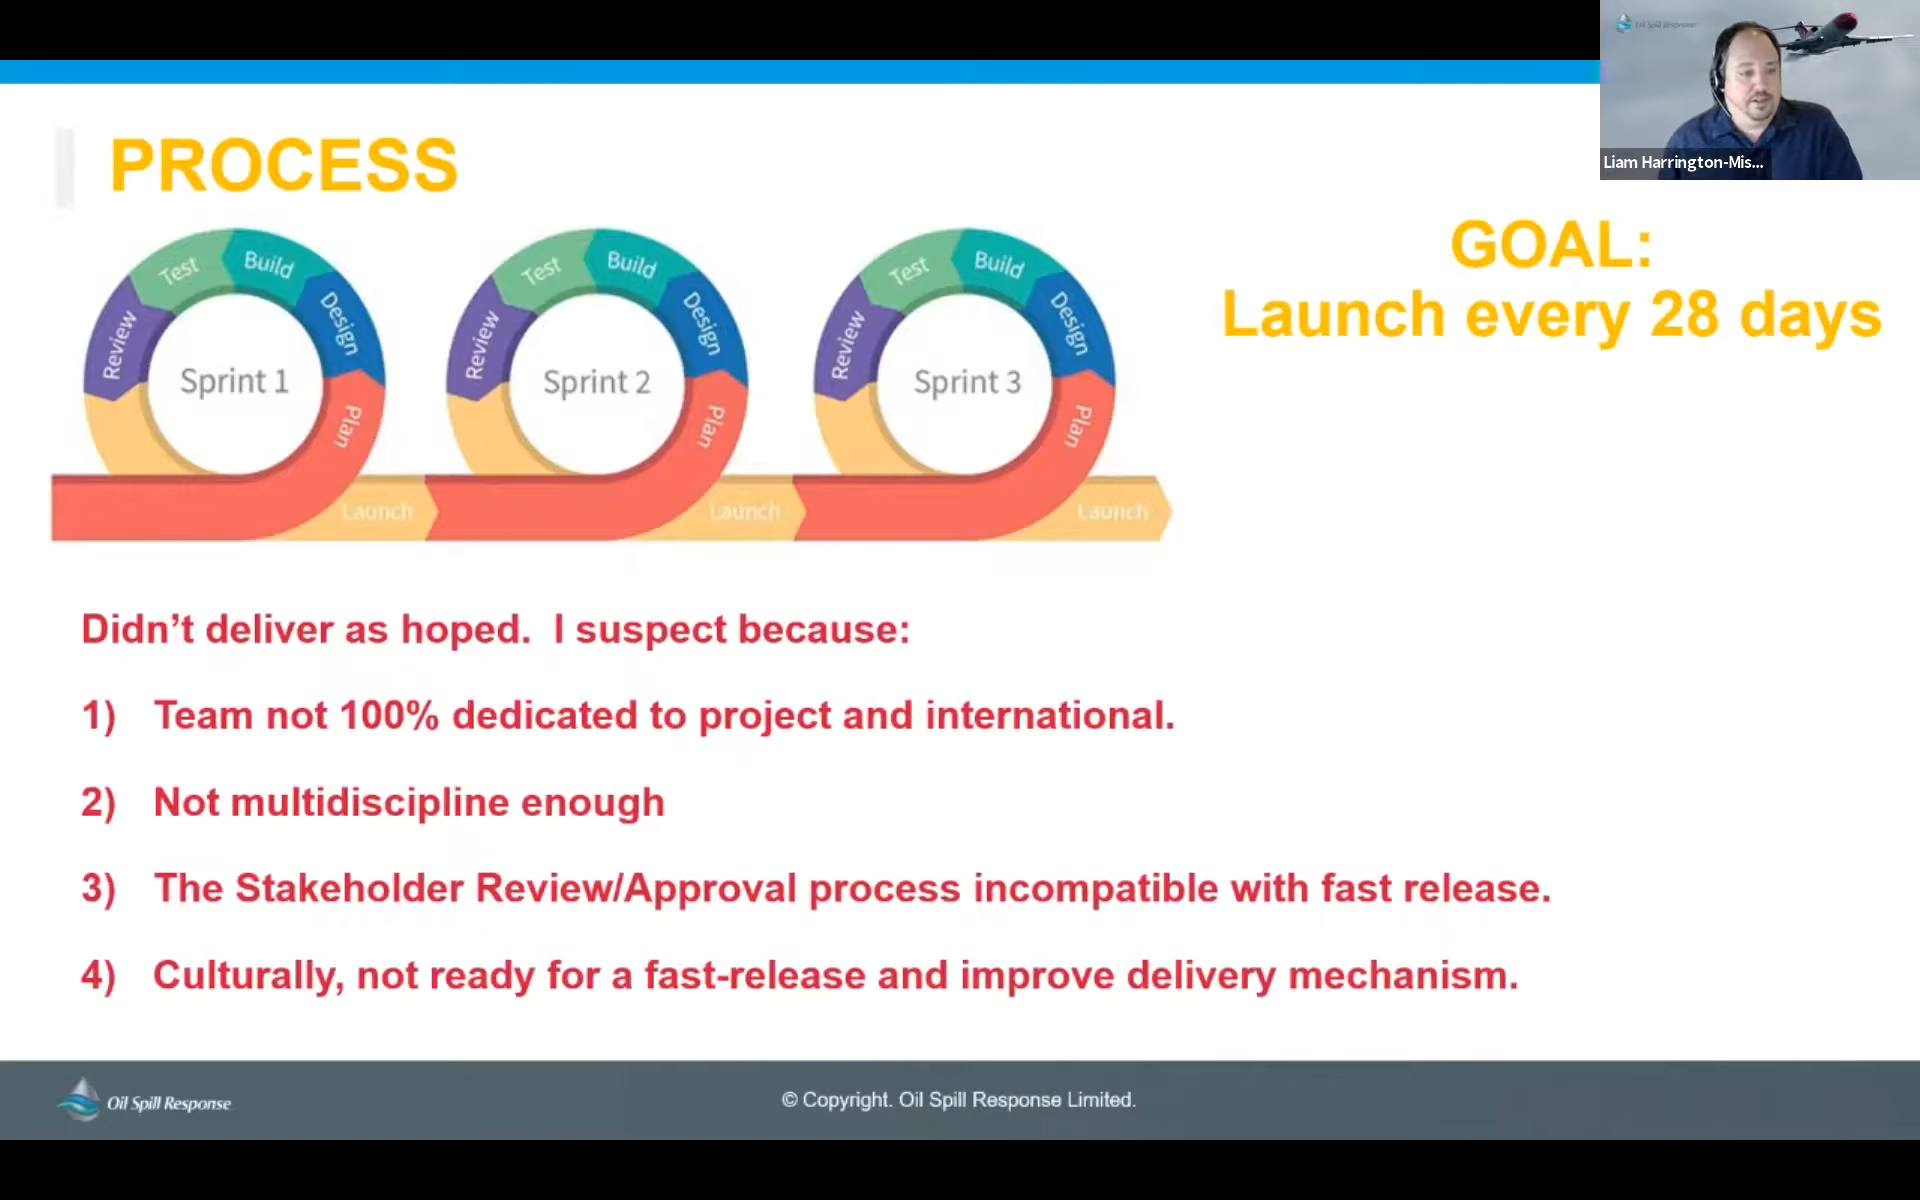 Oil Spill Response
Liam Harrington-Mis...
PROCESS
GOAL:
Launch every 28 days
Test
Build
Design
Review
Plan
Sprint 1
Launch
Test
Build
Design
Review
Plan
Sprint 2
Launch
Test
Build
Design
Review
Plan
Sprint 3
Launch
Didn’t deliver as hoped. I suspect because:
1) Team not 100% dedicated to project and international.
2) Not multidiscipline enough
3) The Stakeholder Review/Approval process incompatible with fast release.
4) Culturally, not ready for a fast-release and improve delivery mechanism.
Oil Spill Response
© Copyright. Oil Spill Response Limited.